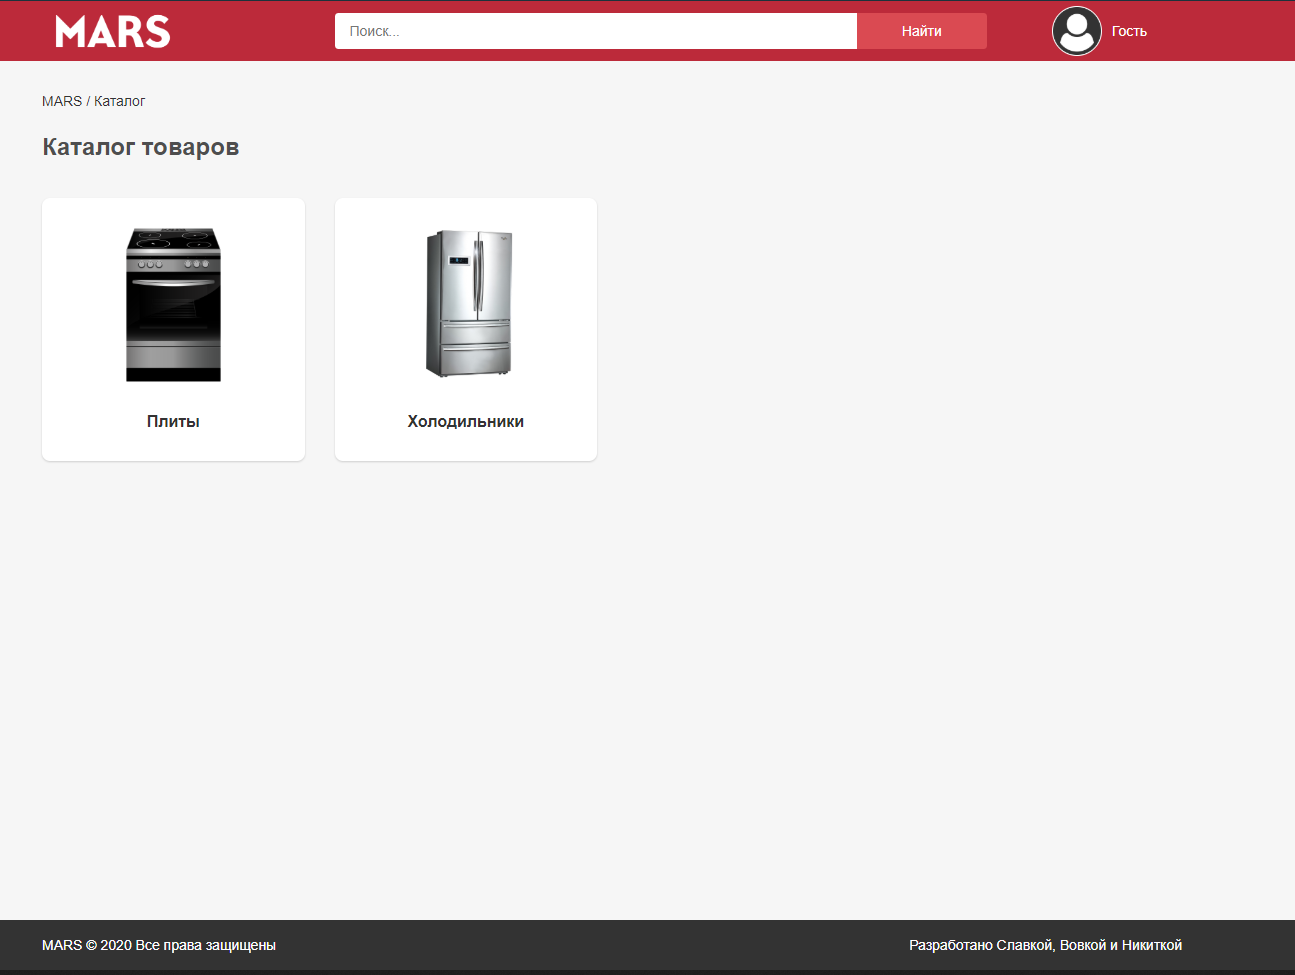 MARS
Поиск...
Найти
Гость
MARS / Каталог
Каталог товаров
Плиты
Холодильники
MARS © 2020 Все права защищены
Разработано Славкой, Вовкой и Никиткой